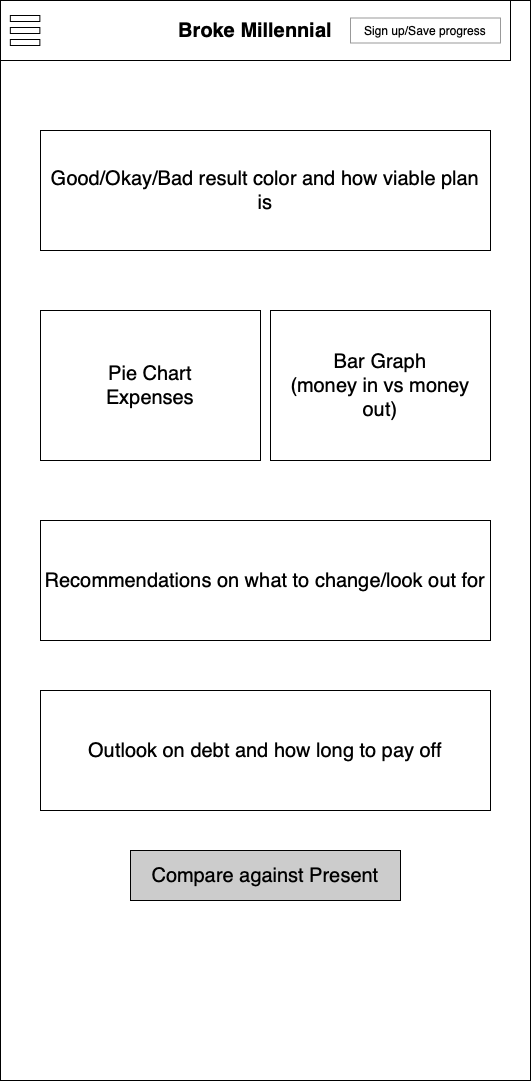 Broke Millennial
Sign up/Save progress
Good/Okay/Bad result color and how viable plan
is
Pie Chart
Expenses
Bar Graph
(money in vs money
out)
Recommendations on what to change/look out for
Outlook on debt and how long to pay off
Compare against Present